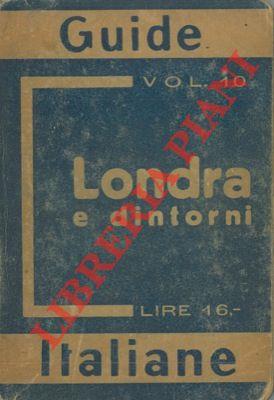 Guide
VOL. 10
Londra
e dintorni
LIRE 16,-
Italiane
LIBRERIA PIANI